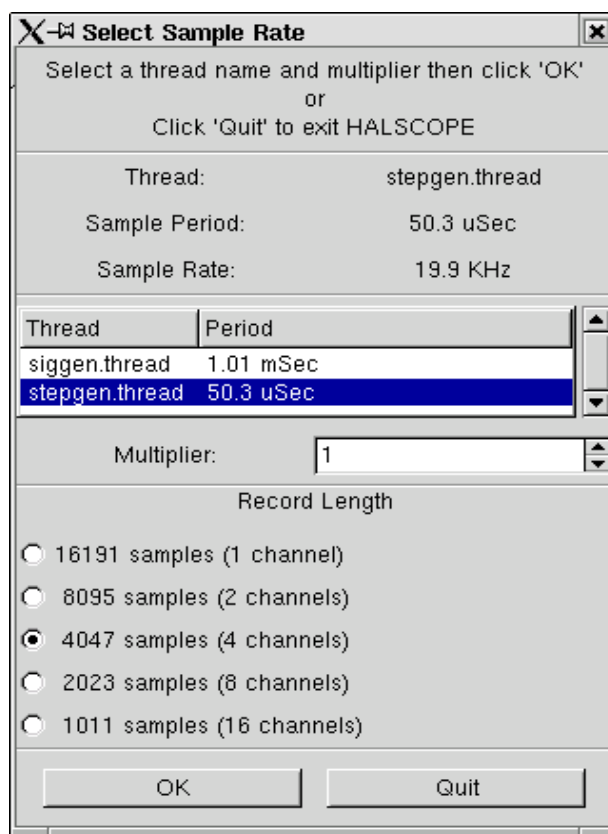 Select Sample Rate
Select a thread name and multiplier then click 'OK'
or
Click 'Quit' to exit HALSCOPE
Thread: stepgen.thread
Sample Period: 50.3 uSec
Sample Rate: 19.9 KHz
Thread Period
siggen.thread 1.01 mSec
stepgen.thread 50.3 uSec
Multiplier: 1
Record Length
16191 samples (1 channel)
8095 samples (2 channels)
4047 samples (4 channels)
2023 samples (8 channels)
1011 samples (16 channels)
OK Quit